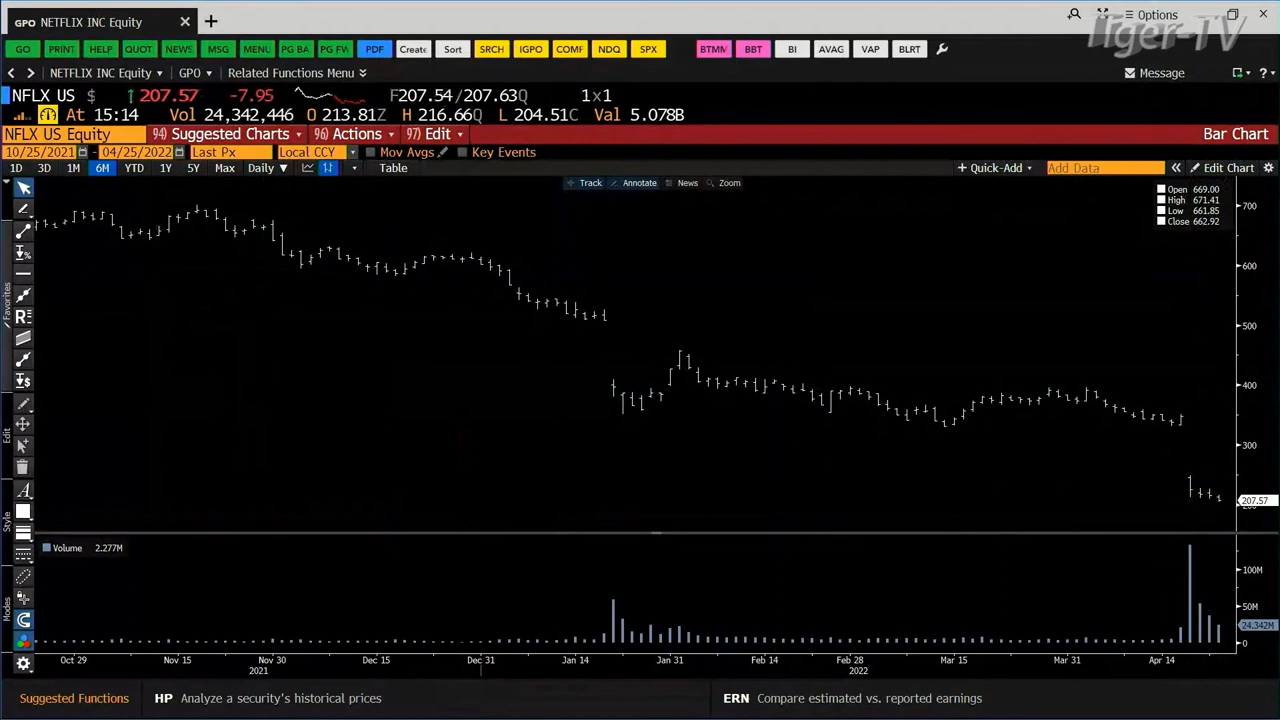 GPO NETFLIX INC Equity
Options
Tiger-TV
GO PRINT HELP QUOT NEWS MSG MENU PG BA PG FW PDF Create Sort SRCH IGPO COMF NDQ SPX BTMM BBT BI AVAG VAP BLRT
NETFLIX INC Equity GPO Related Functions Menu Message
NFLX US $ 207.57 -7.95 F207.54/207.63Q 1x1
At 15:14 Vol 24,342,446 O 213.81Z H 216.66Q L 204.51C Val 5.078B
NFLX US Equity 94) Suggested Charts 96) Actions 97) Edit Bar Chart
10/25/2021 - 04/25/2022 Last Px Local CCY Mov Avgs Key Events
1D 3D 1M 6M YTD 1Y 5Y Max Daily Table + Quick-Add Add Data Edit Chart
Track Annotate News Zoom
Open 669.00
High 671.41
Low 661.85
Close 662.92
700
600
500
400
300
207.57
Favorites
Edit
Style
Modes
Volume 2.277M
100M
50M
24.342M
0
Oct 29 Nov 15 Nov 30 Dec 15 Dec 31 Jan 14 Jan 31 Feb 14 Feb 28 Mar 15 Mar 31 Apr 14
2021 2022
Suggested Functions HP Analyze a security's historical prices ERN Compare estimated vs. reported earnings